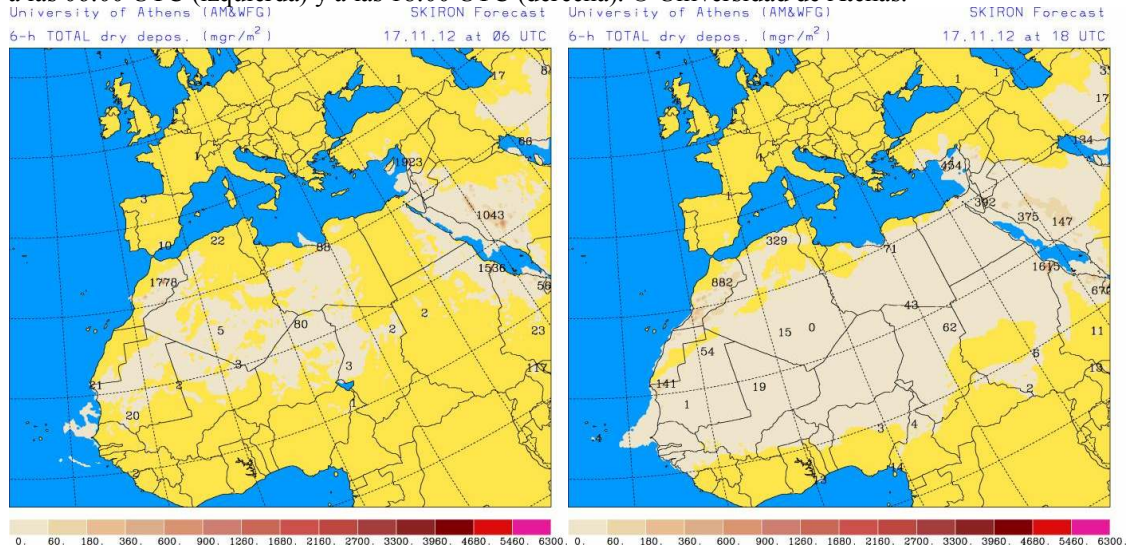 a las 06:00 UTC (izquierda) y a las 18:00 UTC (derecha). © Universidad de Atenas.
University of Athens (AM&WFG) SKIRON Forecast
6-h TOTAL dry depos. (mgr/m²) 17.11.12 at 06 UTC
1 17
66
1 1923
3 1043
10 22 88
1536
1778
80
5 2 2 23
3 3 117
21 2
20 1
2
0. 60. 180. 360. 600. 900. 1260. 1680. 2160. 2700. 3300. 3960. 4680. 5460. 6300.
University of Athens (AM&WFG) SKIRON Forecast
6-h TOTAL dry depos. (mgr/m²) 17.11.12 at 18 UTC
1 1
17
134
1 454
1 392 375 147
329 71
1615
882
43
15 0 62 11
54 6
141 19 13
1 2
3 4
4 14
13
0. 60. 180. 360. 600. 900. 1260. 1680. 2160. 2700. 3300. 3960. 4680. 5460. 6300.